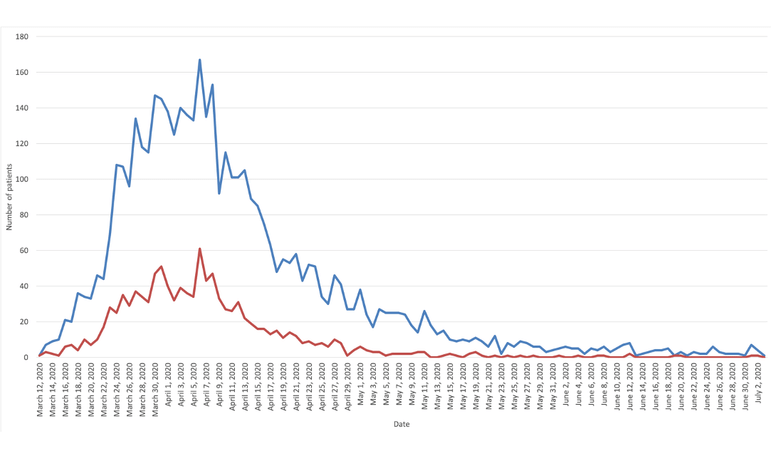 180
160
140
120
100
80
60
40
20
0
Number of patients
March 12, 2020
March 14, 2020
March 16, 2020
March 18, 2020
March 20, 2020
March 22, 2020
March 24, 2020
March 26, 2020
March 28, 2020
March 30, 2020
April 1, 2020
April 3, 2020
April 5, 2020
April 7, 2020
April 9, 2020
April 11, 2020
April 13, 2020
April 15, 2020
April 17, 2020
April 19, 2020
April 21, 2020
April 23, 2020
April 25, 2020
April 27, 2020
April 29, 2020
May 1, 2020
May 3, 2020
May 5, 2020
May 7, 2020
May 9, 2020
May 11, 2020
May 13, 2020
May 15, 2020
May 17, 2020
May 19, 2020
May 21, 2020
May 23, 2020
May 25, 2020
May 27, 2020
May 29, 2020
May 31, 2020
June 2, 2020
June 4, 2020
June 6, 2020
June 8, 2020
June 10, 2020
June 12, 2020
June 14, 2020
June 16, 2020
June 18, 2020
June 20, 2020
June 22, 2020
June 24, 2020
June 26, 2020
June 28, 2020
June 30, 2020
July 2, 2020
Date